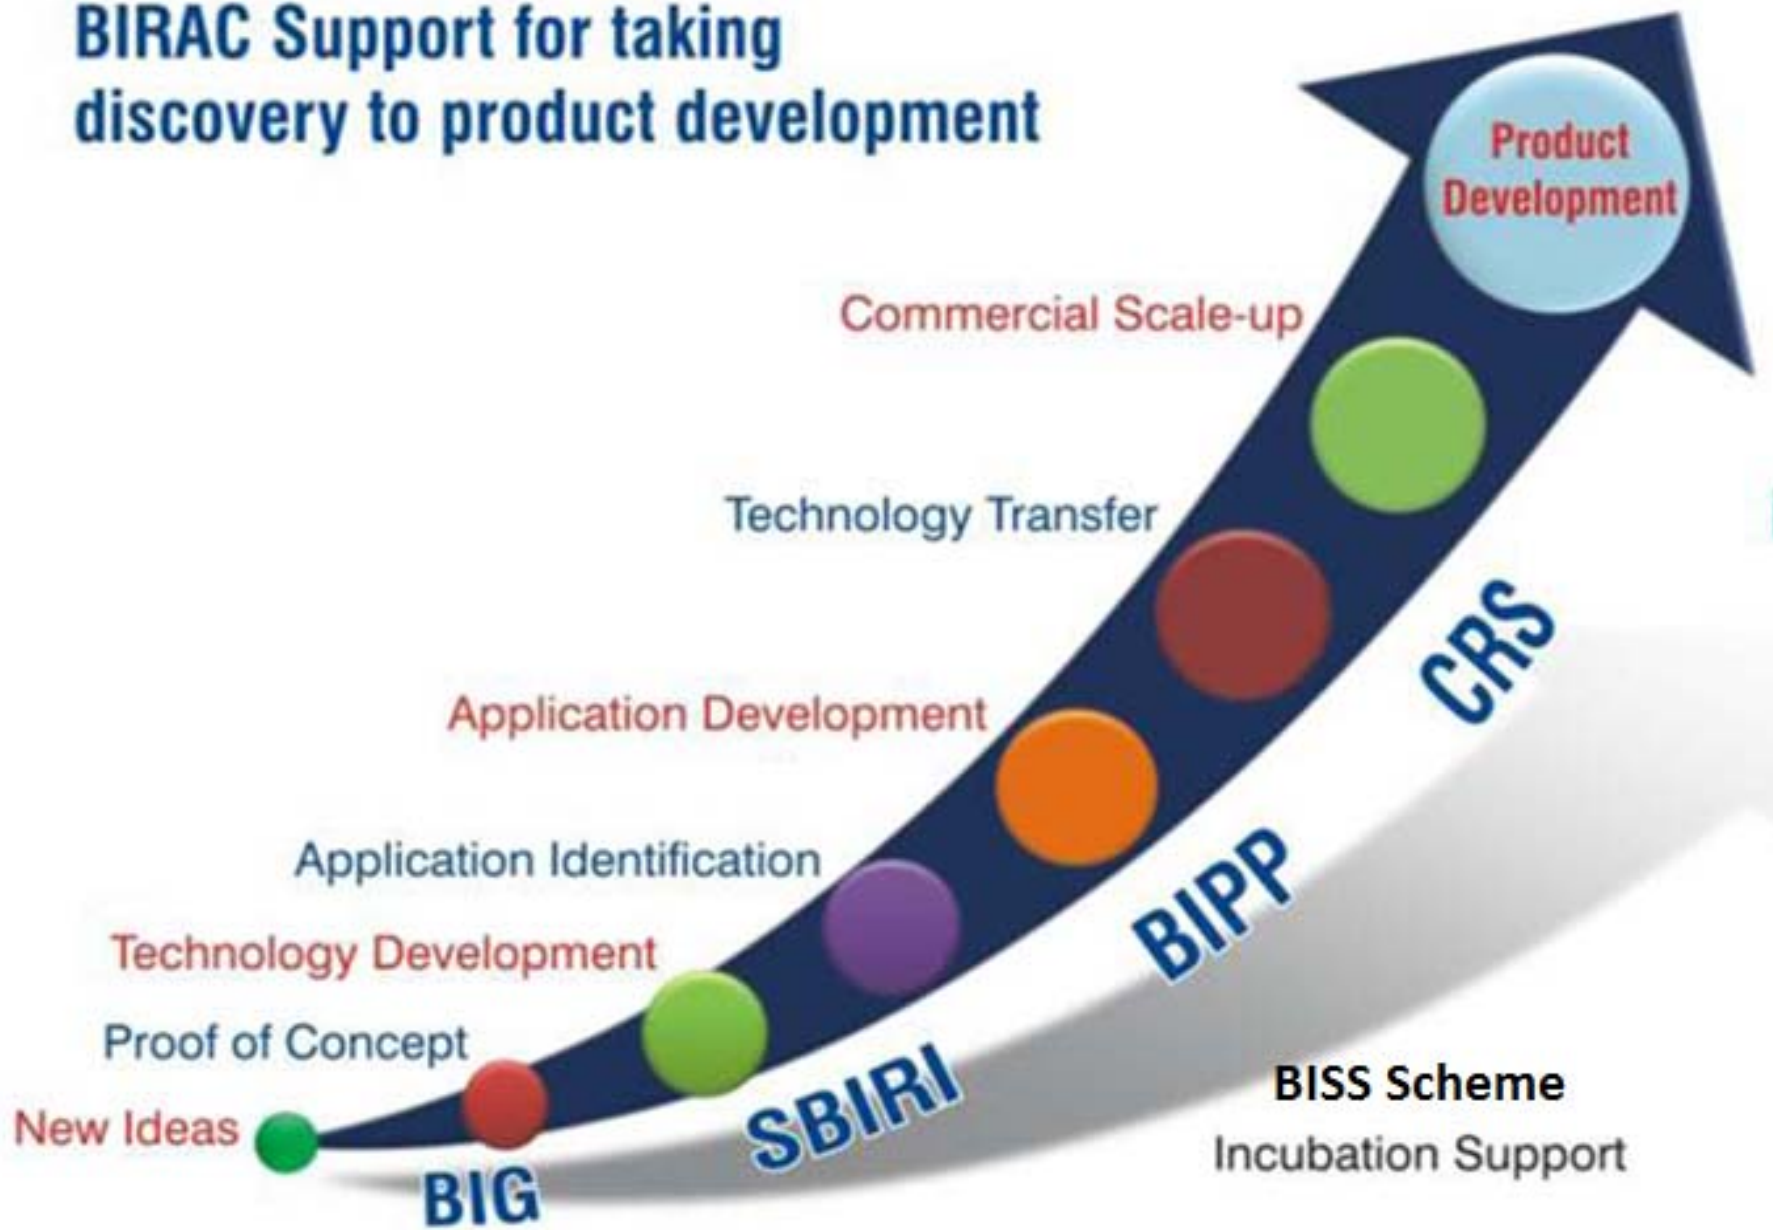 BIRAC Support for taking
discovery to product development
Product
Development
Commercial Scale-up
Technology Transfer
Application Development
Application Identification
Technology Development
Proof of Concept
New Ideas
CRS
BIPP
SBIRI
BIG
BISS Scheme
Incubation Support